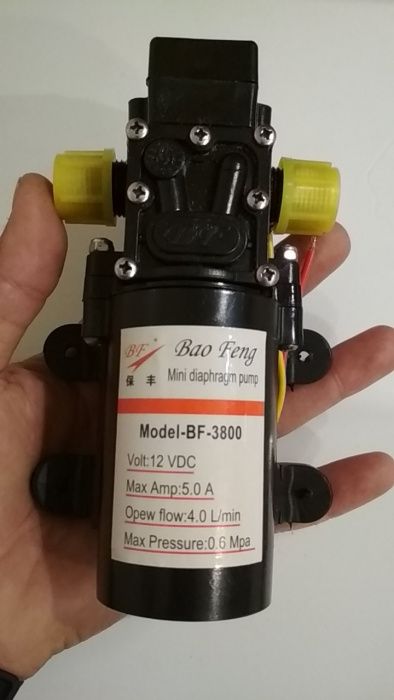 BF
Bao Feng
保丰
Mini diaphragm pump
Model-BF-3800
Volt:12 VDC
Max Amp:5.0 A
Opew flow:4.0 L/min
Max Pressure:0.6 Mpa